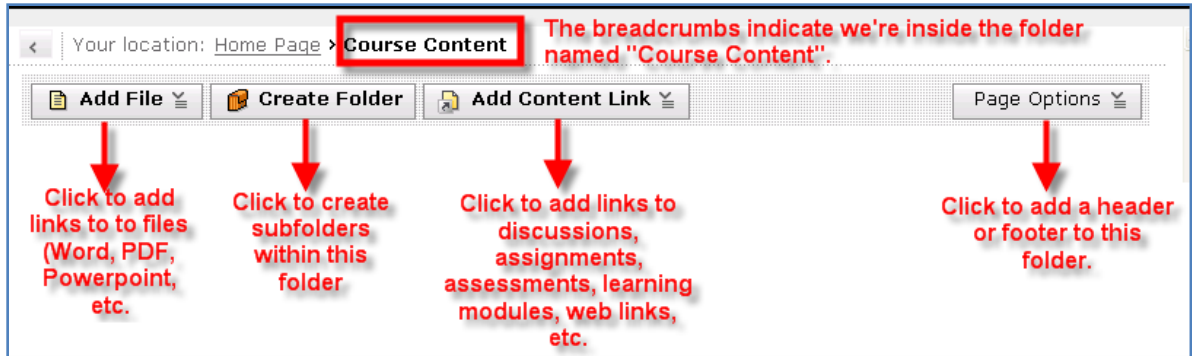 Your location: Home Page > Course Content
The breadcrumbs indicate we're inside the folder
named "Course Content".
Add File
Create Folder
Add Content Link
Page Options
Click to add
links to to files
(Word, PDF,
Powerpoint,
etc.
Click to create
subfolders
within this
folder
Click to add links to
discussions,
assignments,
assessments, learning
modules, web links,
etc.
Click to add a header
or footer to this
folder.